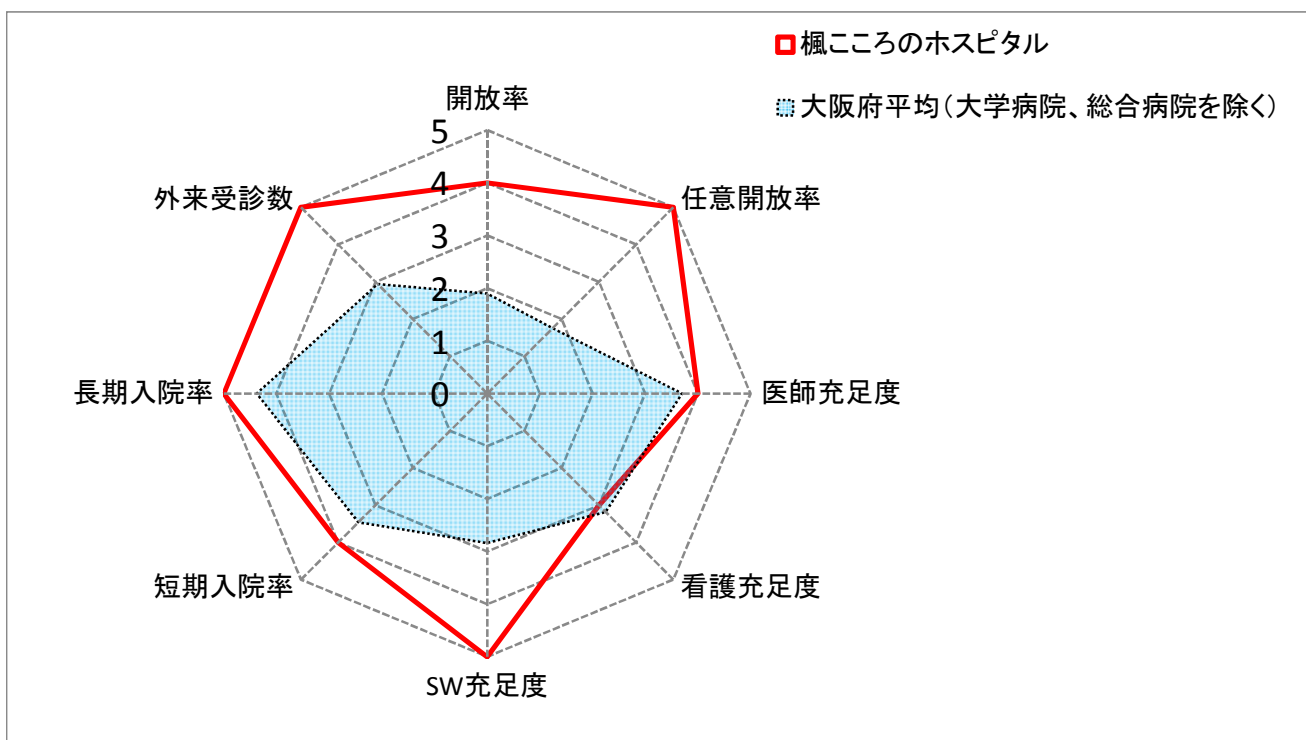 楓こころのホスピタル
大阪府平均（大学病院、総合病院を除く）
開放率
任意開放率
医師充足度
看護充足度
SW充足度
短期入院率
長期入院率
外来受診数
5
4
3
2
1
0